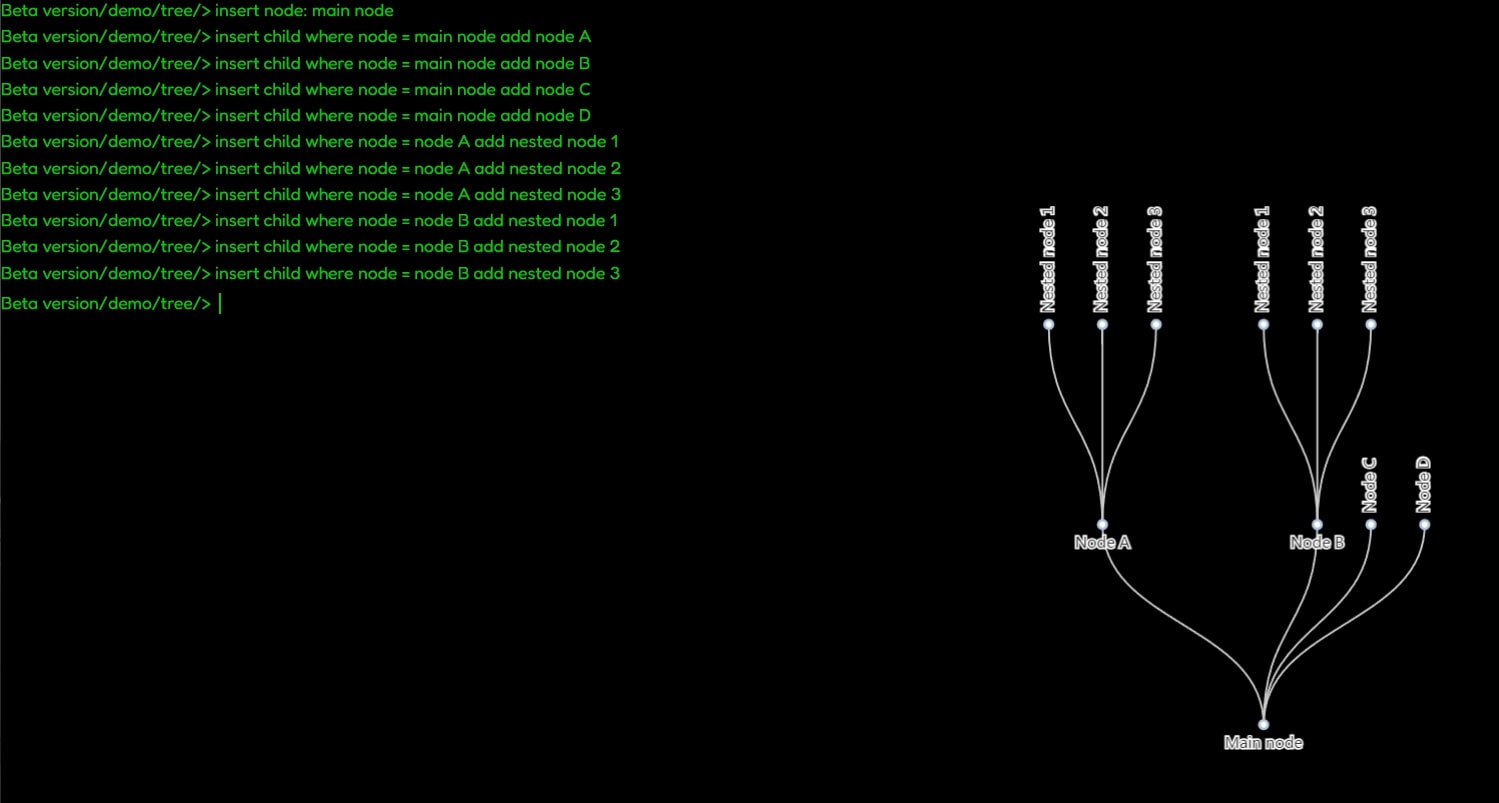 Beta version/demo/tree/> insert node: main node
Beta version/demo/tree/> insert child where node = main node add node A
Beta version/demo/tree/> insert child where node = main node add node B
Beta version/demo/tree/> insert child where node = main node add node C
Beta version/demo/tree/> insert child where node = main node add node D
Beta version/demo/tree/> insert child where node = node A add nested node 1
Beta version/demo/tree/> insert child where node = node A add nested node 2
Beta version/demo/tree/> insert child where node = node A add nested node 3
Beta version/demo/tree/> insert child where node = node B add nested node 1
Beta version/demo/tree/> insert child where node = node B add nested node 2
Beta version/demo/tree/> insert child where node = node B add nested node 3
Beta version/demo/tree/>
Nested node 1
Nested node 2
Nested node 3
Nested node 1
Nested node 2
Nested node 3
Node C
Node D
Node A
Node B
Main node